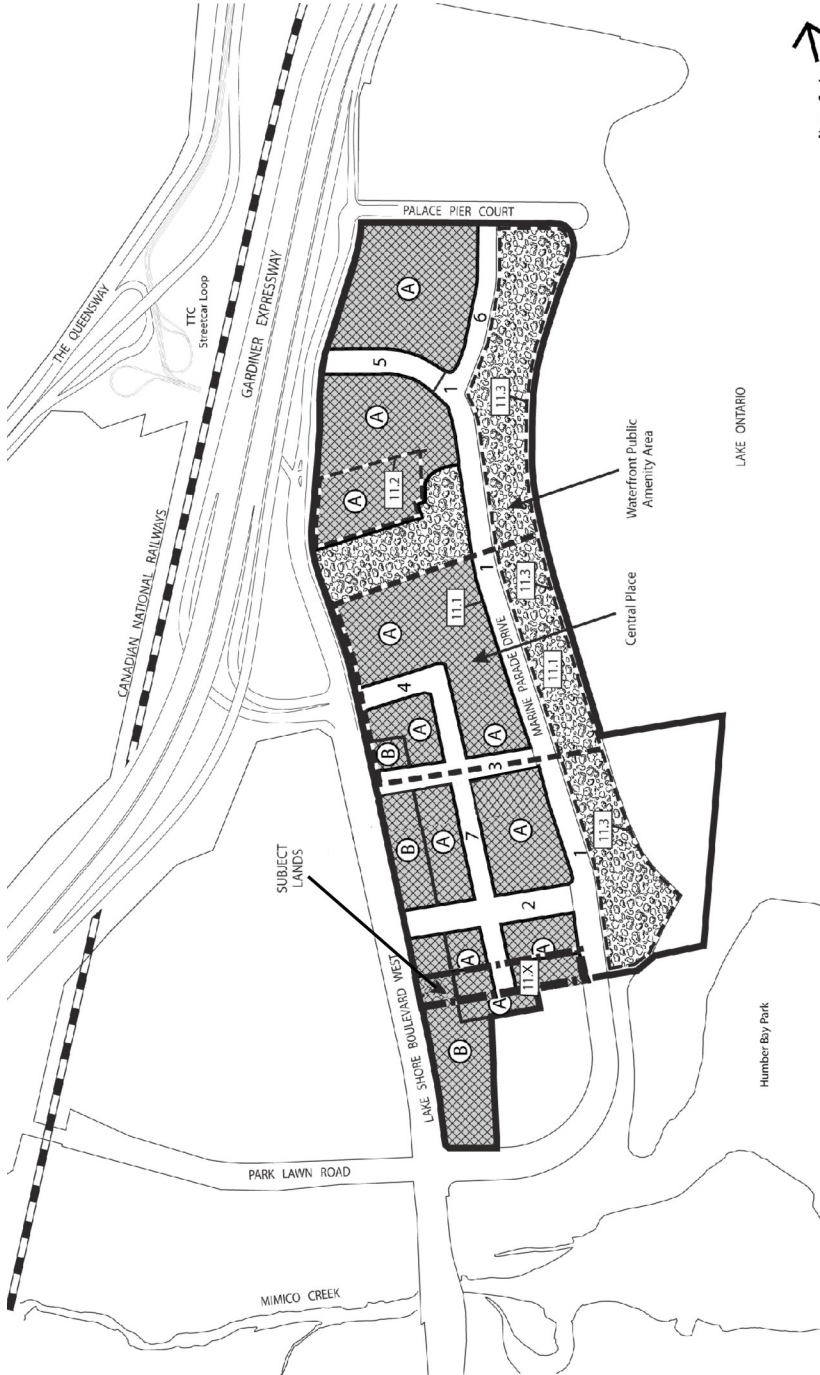 THE QUEENSWAY
TTC
Streetcar Loop
GARDINER EXPRESSWAY
CANADIAN NATIONAL RAILWAYS
PALACE PIER COURT
A
5
6
1
A
A
11.2
11.3
LAKE ONTARIO
Waterfront Public
Amenity Area
1
11.1
A
11.3
Central Place
MARINE PARADE DRIVE
11.1
4
A
A
B
3
SUBJECT
LANDS
B
A
7
A
1
11.3
2
LAKE SHORE BOULEVARD WEST
A
A
11.X
A
B
Humber Bay Park
PARK LAWN ROAD
MIMICO CREEK